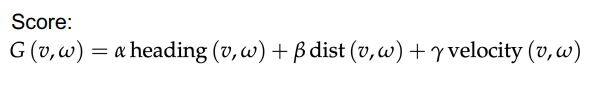 Score:
G (v, ω) = α heading (v, ω) + β dist (v, ω) + γ velocity (v, ω)